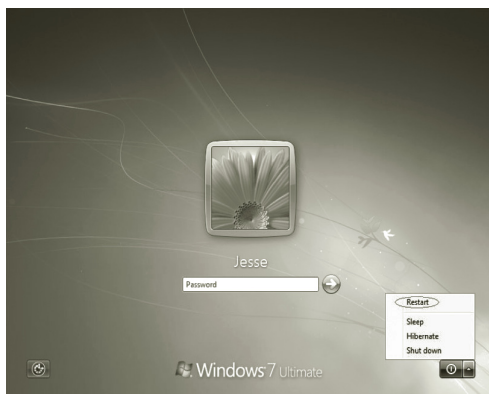 Jesse
Password
Restart
Sleep
Hibernate
Shut down
Windows 7 Ultimate